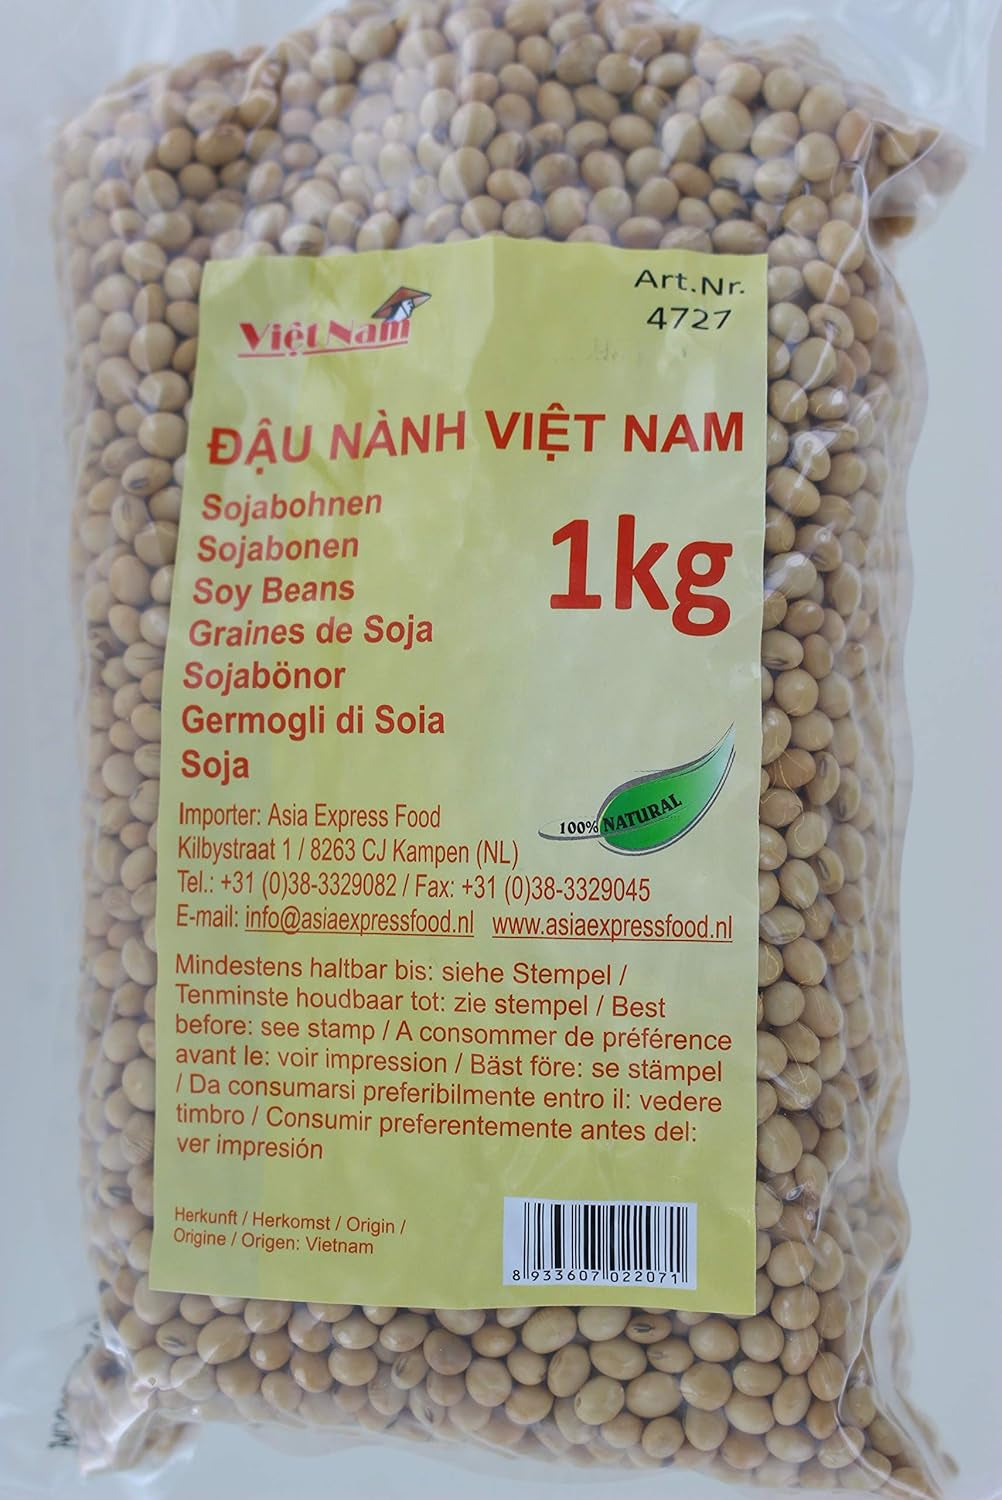 Việt Nam
Art.Nr.
4727
ĐẬU NÀNH VIỆT NAM
Sojabohnen
Sojabonen
Soy Beans
Graines de Soja
Sojabönor
Germogli di Soia
Soja
1kg
100% NATURAL
Importer: Asia Express Food
Kilbystraat 1 / 8263 CJ Kampen (NL)
Tel.: +31 (0)38-3329082 / Fax: +31 (0)38-3329045
E-mail: info@asiaexpressfood.nl www.asiaexpressfood.nl
Mindestens haltbar bis: siehe Stempel /
Tenminste houdbaar tot: zie stempel / Best
before: see stamp / A consommer de préférence
avant le: voir impression / Bäst före: se stämpel
/ Da consumarsi preferibilmente entro il: vedere
timbro / Consumir preferentemente antes del:
ver impresión
Herkunft / Herkomst / Origin /
Origine / Origen: Vietnam
8 933607 022071